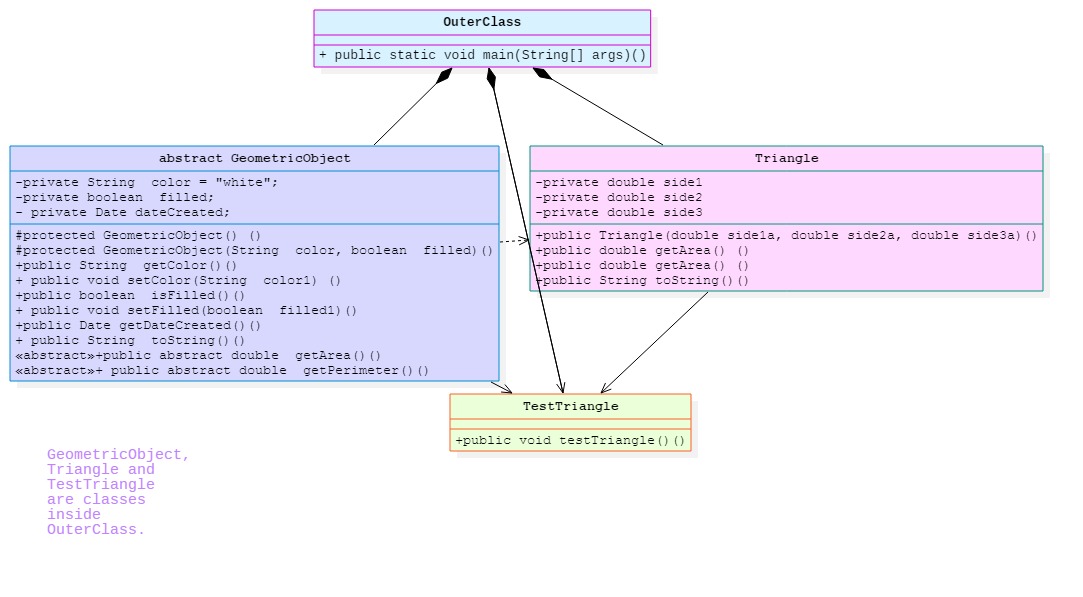 OuterClass
+ public static void main(String[] args)()
abstract GeometricObject
-private String  color = "white";
-private boolean  filled;
- private Date dateCreated;
#protected GeometricObject() ()
#protected GeometricObject(String  color, boolean  filled)()
+public String  getColor()()
+ public void setColor(String  color1) ()
+public boolean  isFilled()()
+ public void setFilled(boolean  filled1)()
+public Date getDateCreated()()
+ public String  toString()()
«abstract»+public abstract double  getArea()()
«abstract»+ public abstract double  getPerimeter()()
Triangle
-private double side1
-private double side2
-private double side3
+public Triangle(double side1a, double side2a, double side3a)()
+public double getArea() ()
+public double getArea() ()
+public String toString()()
TestTriangle
+public void testTriangle()()
GeometricObject,
Triangle and
TestTriangle
are classes
inside
OuterClass.